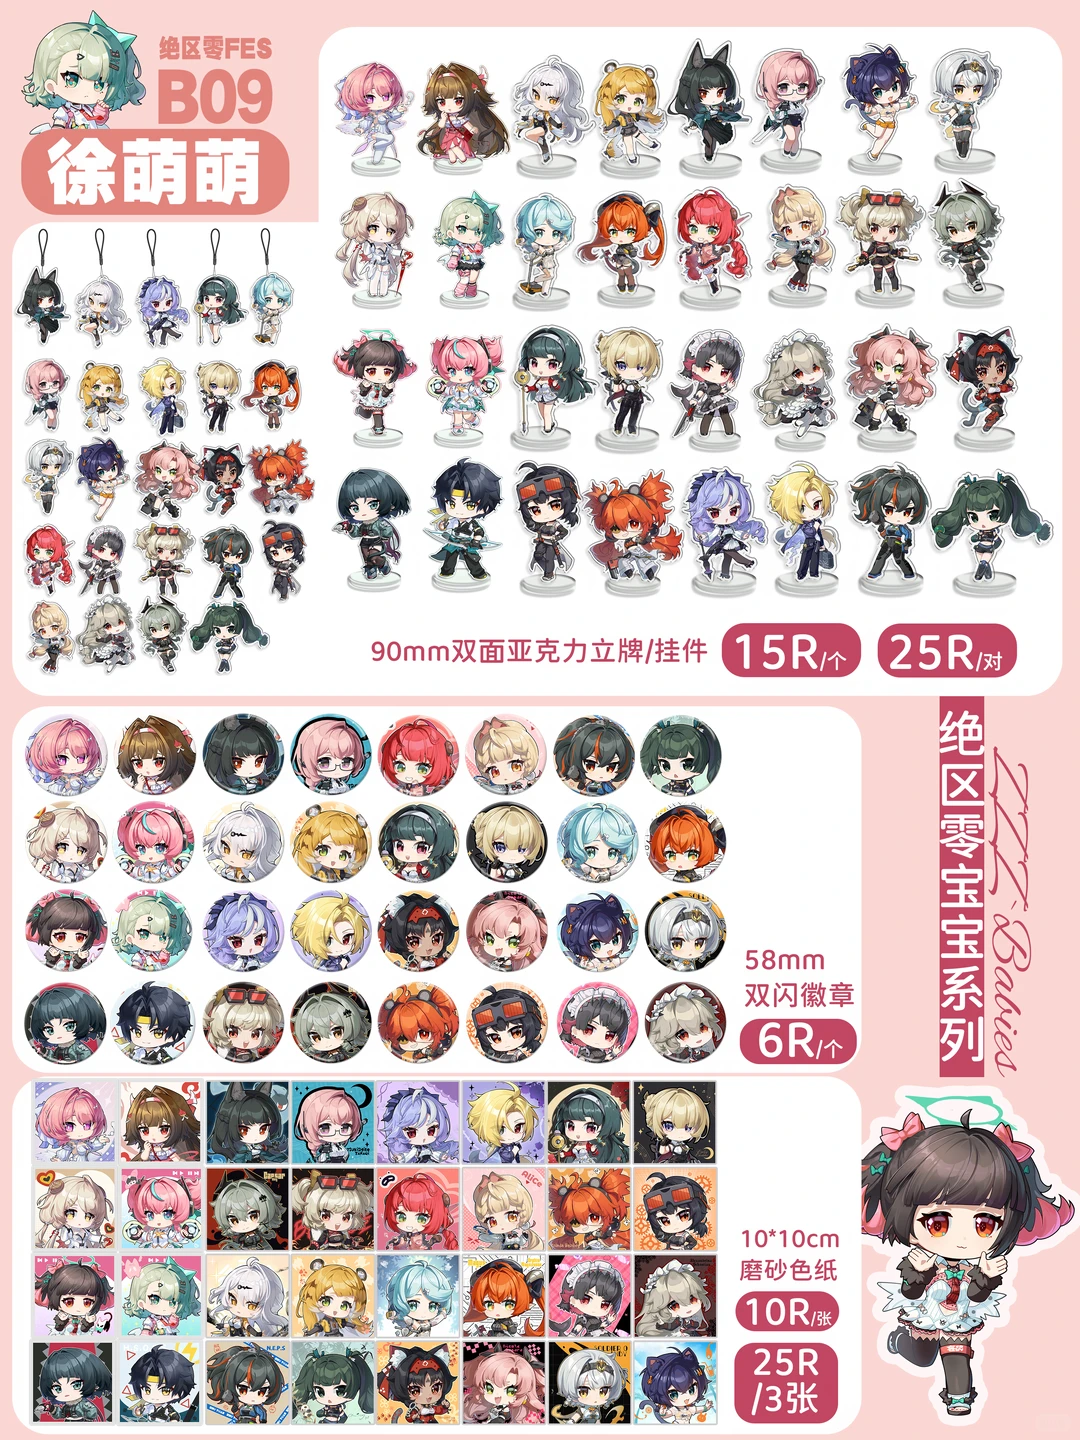 绝区零FES
B09
徐萌萌
90mm双面亚克力立牌/挂件
15R/个
25R/对
绝区零宝宝系列
ZZZ·Babies
58mm
双闪徽章
6R/个
10*10cm
磨砂色纸
10R/张
25R
/3张